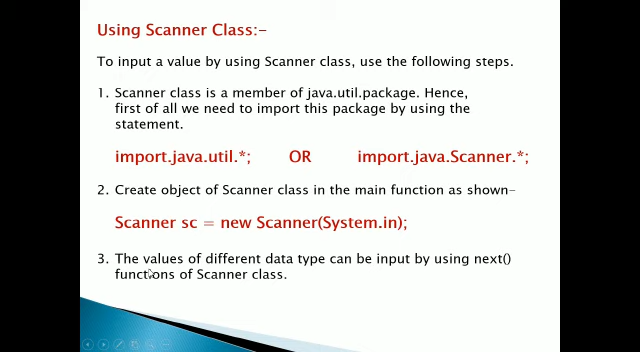 Using Scanner Class:-
To input a value by using Scanner class, use the following steps.
1. Scanner class is a member of java.util.package. Hence,
first of all we need to import this package by using the
statement.
import.java.util.*; OR import.java.Scanner.*;
2. Create object of Scanner class in the main function as shown-
Scanner sc = new Scanner(System.in);
3. The values of different data type can be input by using next()
functions of Scanner class.